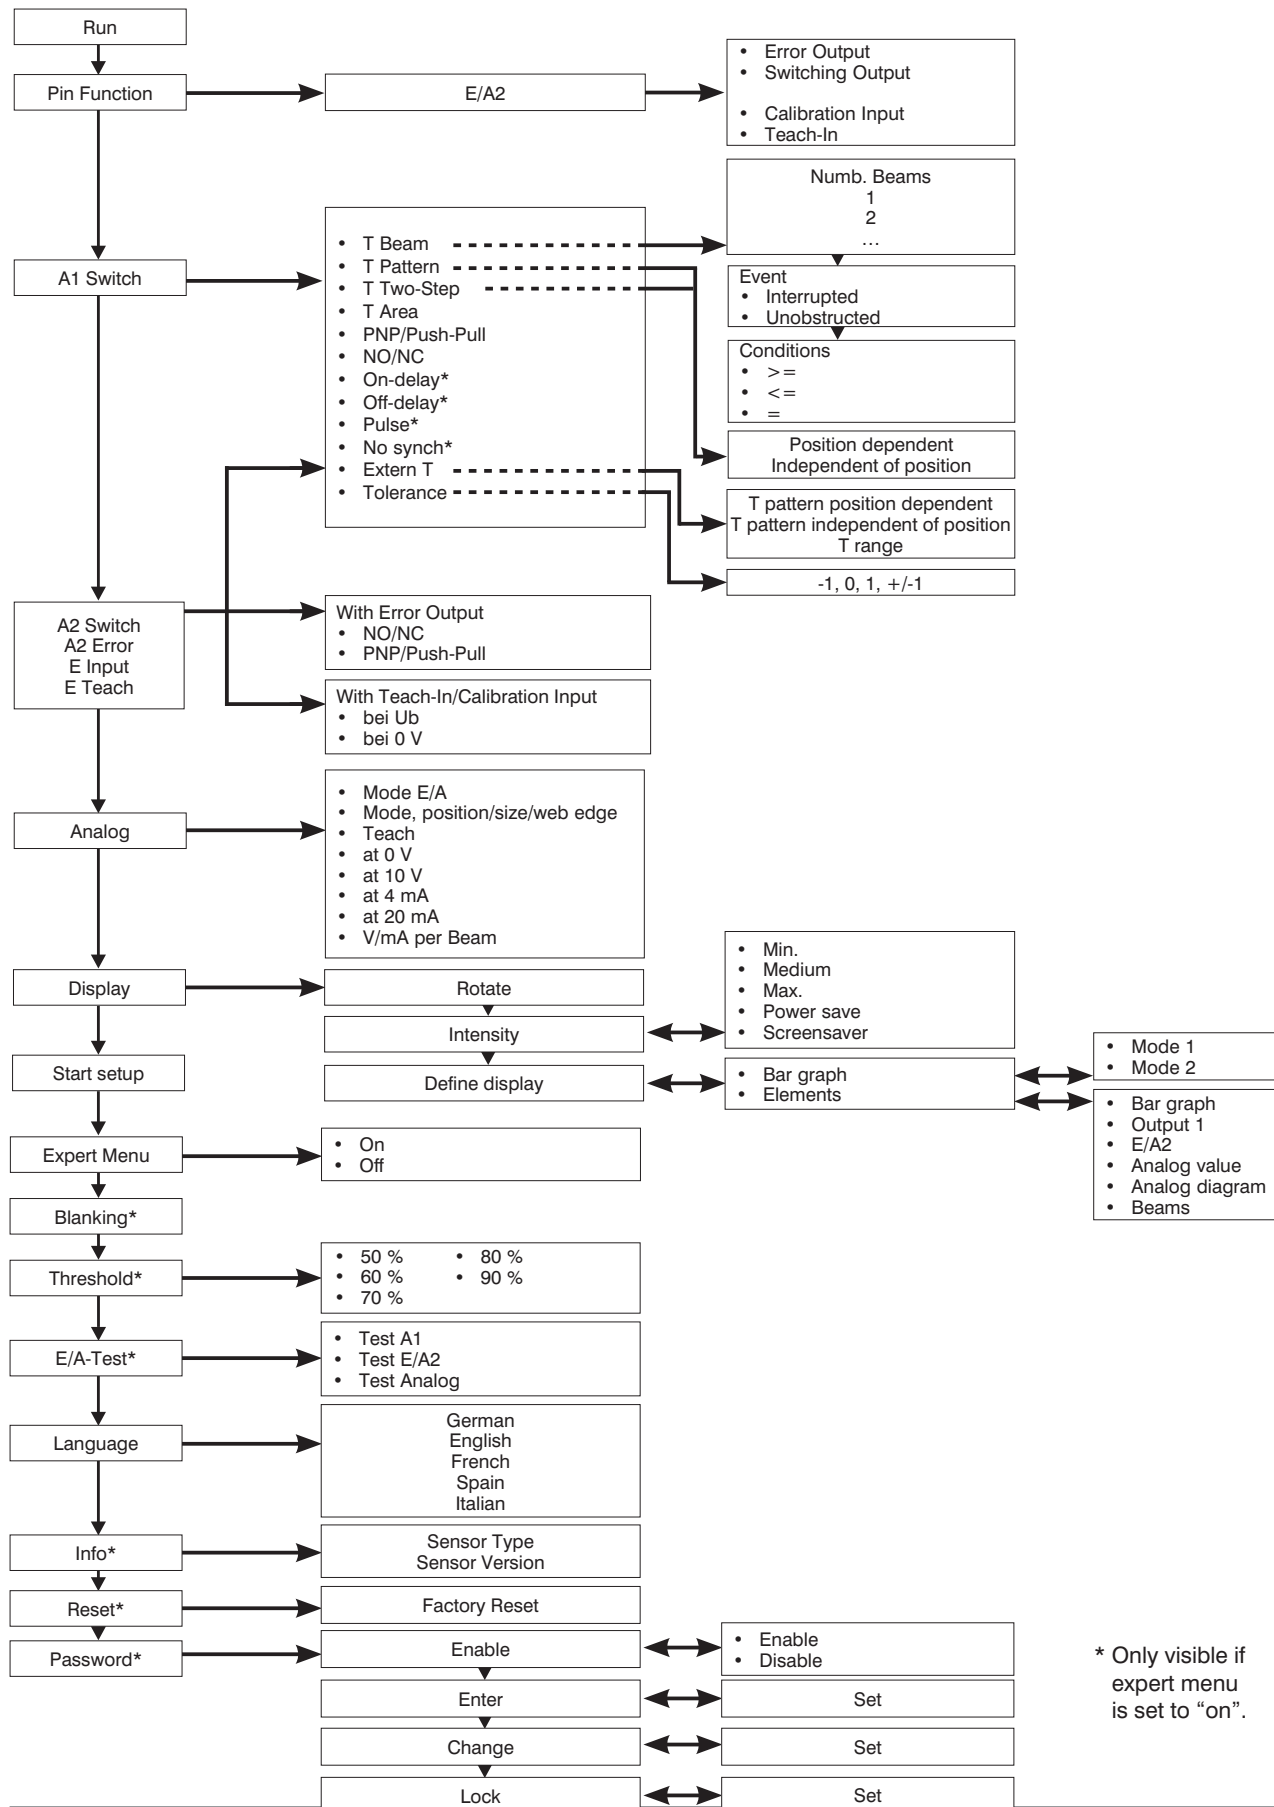 Run
Pin Function
E/A2
• Error Output
• Switching Output
• Calibration Input
• Teach-In
Numb. Beams
1
2
...
A1 Switch
• T Beam
• T Pattern
• T Two-Step
• T Area
• PNP/Push-Pull
• NO/NC
• On-delay*
• Off-delay*
• Pulse*
• No synch*
• Extern T
• Tolerance
Event
• Interrupted
• Unobstructed
Conditions
• >=
• <=
• =
Position dependent
Independent of position
T pattern position dependent
T pattern independent of position
T range
-1, 0, 1, +/-1
A2 Switch
A2 Error
E Input
E Teach
With Error Output
• NO/NC
• PNP/Push-Pull
With Teach-In/Calibration Input
• bei Ub
• bei 0 V
Analog
• Mode E/A
• Mode, position/size/web edge
• Teach
• at 0 V
• at 10 V
• at 4 mA
• at 20 mA
• V/mA per Beam
Display
Rotate
Intensity
• Min.
• Medium
• Max.
• Power save
• Screensaver
Start setup
Define display
• Bar graph
• Elements
• Mode 1
• Mode 2
• Bar graph
• Output 1
• E/A2
• Analog value
• Analog diagram
• Beams
Expert Menu
• On
• Off
Blanking*
Threshold*
• 50 % • 80 %
• 60 % • 90 %
• 70 %
E/A-Test*
• Test A1
• Test E/A2
• Test Analog
Language
German
English
French
Spain
Italian
Info*
Sensor Type
Sensor Version
Reset*
Factory Reset
Password*
Enable
• Enable
• Disable
Enter
Set
Change
Set
Lock
Set
* Only visible if
expert menu
is set to “on”.